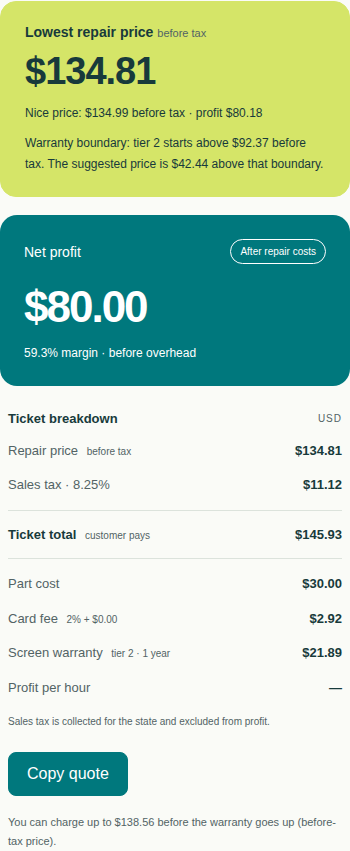 Lowest repair price before tax
$134.81
Nice price: $134.99 before tax · profit $80.18
Warranty boundary: tier 2 starts above $92.37 before
tax. The suggested price is $42.44 above that boundary.
Net profit
After repair costs
$80.00
59.3% margin · before overhead
Ticket breakdown USD
Repair price before tax $134.81
Sales tax · 8.25% $11.12
Ticket total customer pays $145.93
Part cost $30.00
Card fee 2% + $0.00 $2.92
Screen warranty tier 2 · 1 year $21.89
Profit per hour —
Sales tax is collected for the state and excluded from profit.
Copy quote
You can charge up to $138.56 before the warranty goes up (before-
tax price).